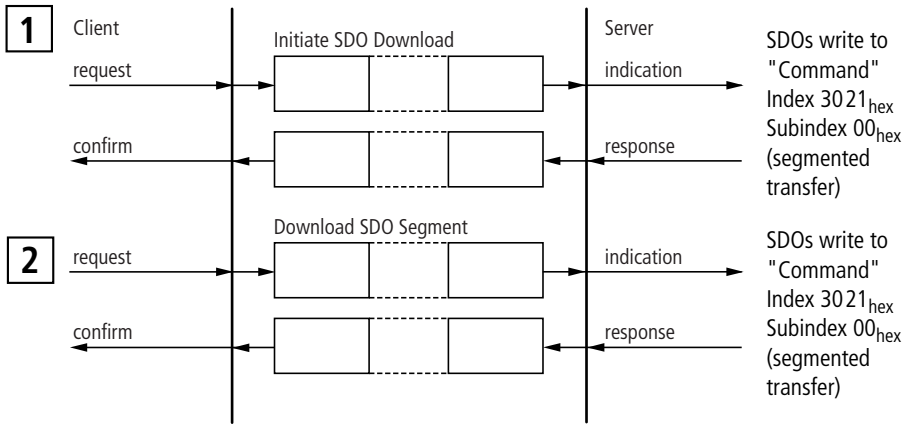 1
Client
Initiate SDO Download
Server
request
indication
confirm
response
SDOs write to
"Command"
Index 3021hex
Subindex 00hex
(segmented
transfer)
2
Download SDO Segment
request
indication
confirm
response
SDOs write to
"Command"
Index 3021hex
Subindex 00hex
(segmented
transfer)